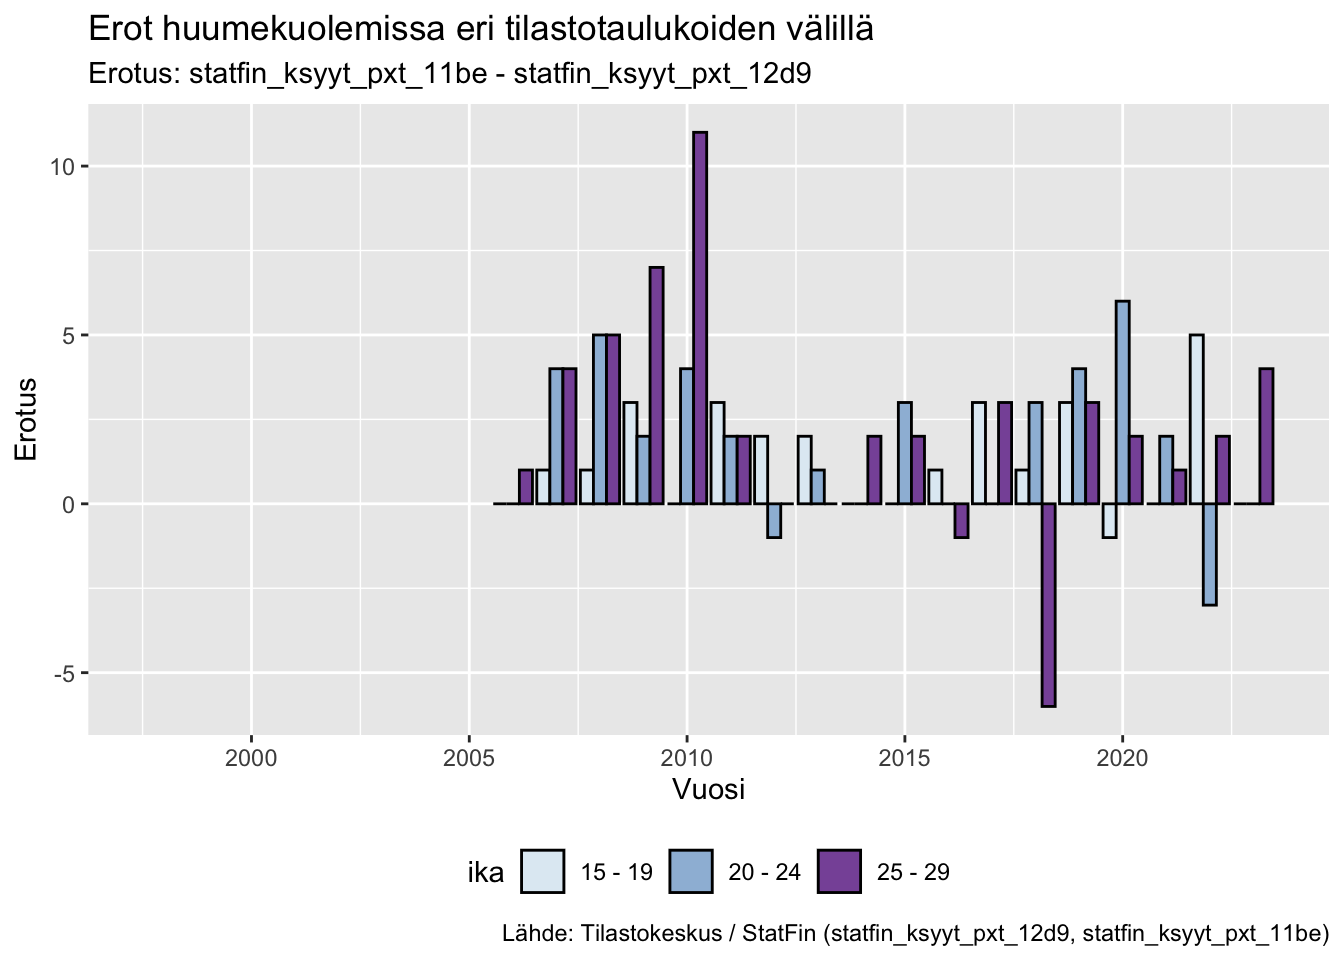 Erot huumekuolemissa eri tilastotaulukoiden välillä
Erotus: statfin_ksyyt_pxt_11be - statfin_ksyyt_pxt_12d9
Erotus
10
5
0
-5
2000 2005 2010 2015 2020
Vuosi
ika 15 - 19 20 - 24 25 - 29
Lähde: Tilastokeskus / StatFin (statfin_ksyyt_pxt_12d9, statfin_ksyyt_pxt_11be)